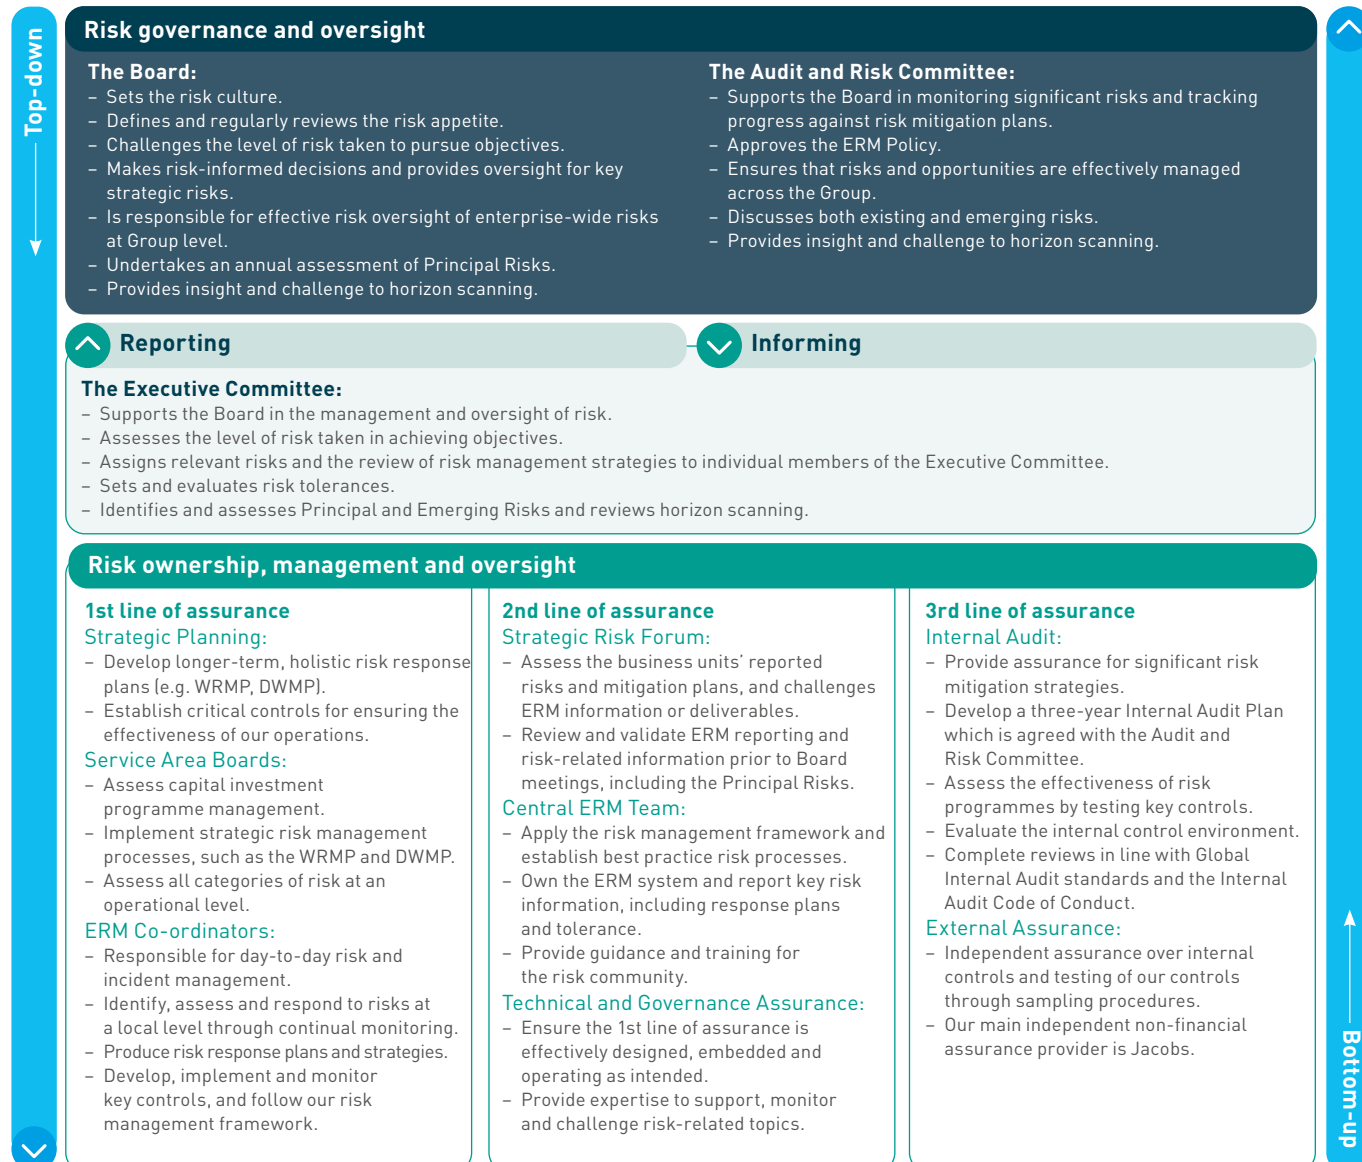 Top-down
Risk governance and oversight
The Board:
– Sets the risk culture.
– Defines and regularly reviews the risk appetite.
– Challenges the level of risk taken to pursue objectives.
– Makes risk-informed decisions and provides oversight for key
strategic risks.
– Is responsible for effective risk oversight of enterprise-wide risks
at Group level.
– Undertakes an annual assessment of Principal Risks.
– Provides insight and challenge to horizon scanning.
The Audit and Risk Committee:
– Supports the Board in monitoring significant risks and tracking
progress against risk mitigation plans.
– Approves the ERM Policy.
– Ensures that risks and opportunities are effectively managed
across the Group.
– Discusses both existing and emerging risks.
– Provides insight and challenge to horizon scanning.
Reporting
Informing
The Executive Committee:
– Supports the Board in the management and oversight of risk.
– Assesses the level of risk taken in achieving objectives.
– Assigns relevant risks and the review of risk management strategies to individual members of the Executive Committee.
– Sets and evaluates risk tolerances.
– Identifies and assesses Principal and Emerging Risks and reviews horizon scanning.
Risk ownership, management and oversight
1st line of assurance
Strategic Planning:
– Develop longer-term, holistic risk response
plans (e.g. WRMP, DWMP).
– Establish critical controls for ensuring the
effectiveness of our operations.
Service Area Boards:
– Assess capital investment
programme management.
– Implement strategic risk management
processes, such as the WRMP and DWMP.
– Assess all categories of risk at an
operational level.
ERM Co-ordinators:
– Responsible for day-to-day risk and
incident management.
– Identify, assess and respond to risks at
a local level through continual monitoring.
– Produce risk response plans and strategies.
– Develop, implement and monitor
key controls, and follow our risk
management framework.
2nd line of assurance
Strategic Risk Forum:
– Assess the business units’ reported
risks and mitigation plans, and challenges
ERM information or deliverables.
– Review and validate ERM reporting and
risk-related information prior to Board
meetings, including the Principal Risks.
Central ERM Team:
– Apply the risk management framework and
establish best practice risk processes.
– Own the ERM system and report key risk
information, including response plans
and tolerance.
– Provide guidance and training for
the risk community.
Technical and Governance Assurance:
– Ensure the 1st line of assurance is
effectively designed, embedded and
operating as intended.
– Provide expertise to support, monitor
and challenge risk-related topics.
3rd line of assurance
Internal Audit:
– Provide assurance for significant risk
mitigation strategies.
– Develop a three-year Internal Audit Plan
which is agreed with the Audit and
Risk Committee.
– Assess the effectiveness of risk
programmes by testing key controls.
– Evaluate the internal control environment.
– Complete reviews in line with Global
Internal Audit standards and the Internal
Audit Code of Conduct.
External Assurance:
– Independent assurance over internal
controls and testing of our controls
through sampling procedures.
– Our main independent non-financial
assurance provider is Jacobs.
Bottom-up